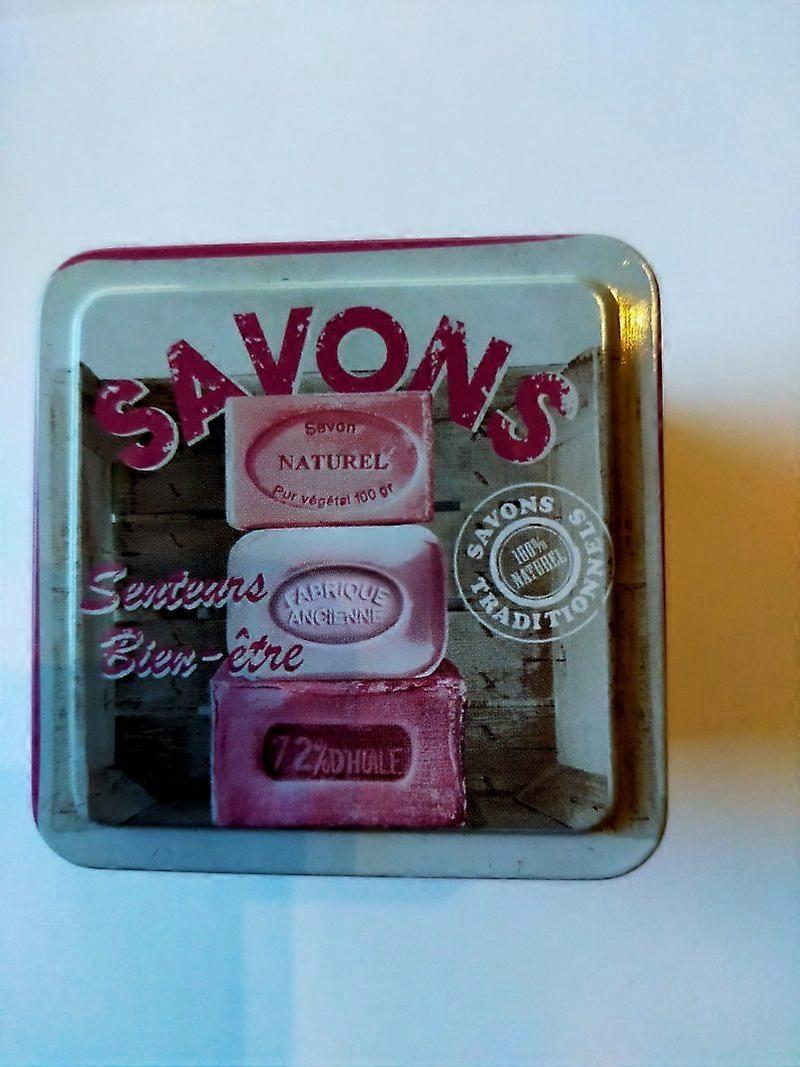 SAVONS
Savon
NATUREL
Pur végétal 100 gr
SAVONS
TRADITIONNELS
100%
NATUREL
Senteurs
Bien-être
FABRIQUE
ANCIENNE
72% D'HUILE